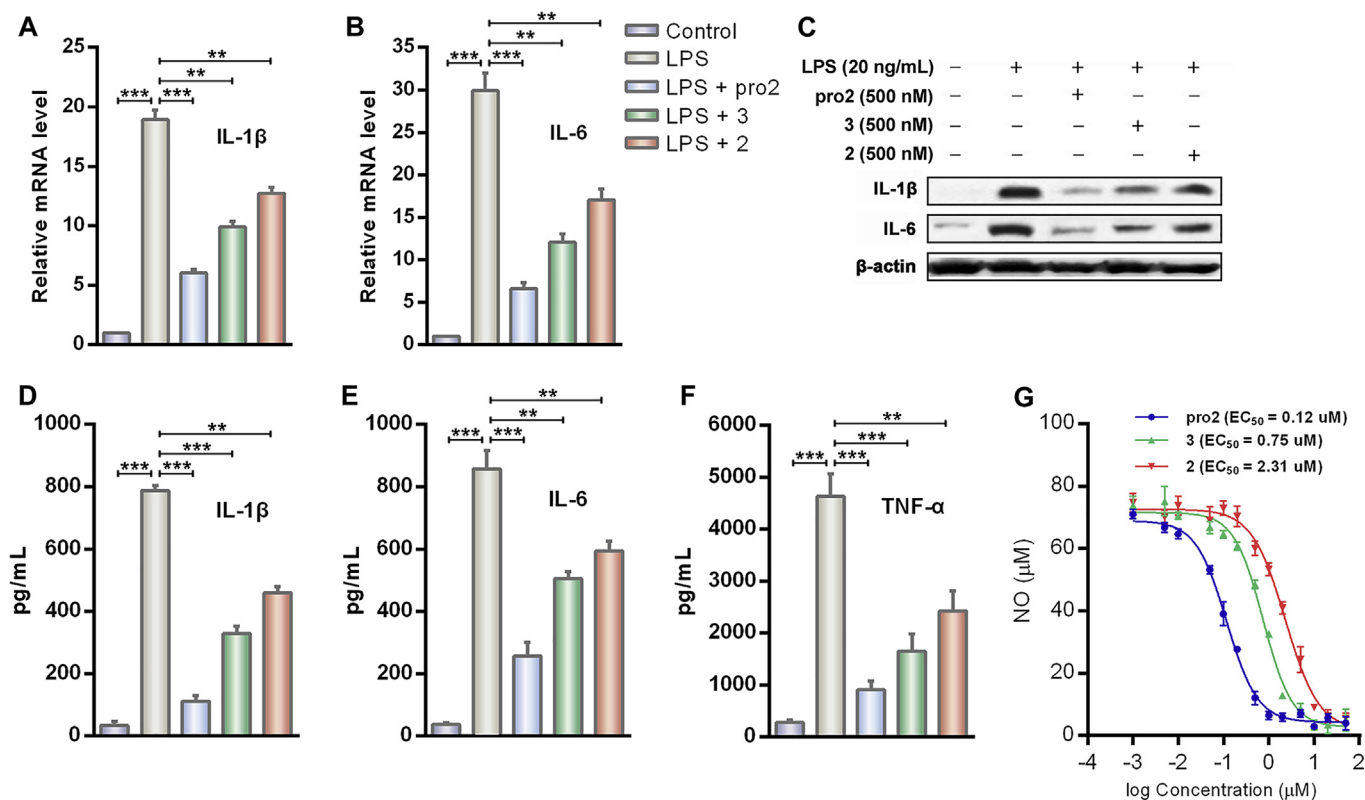 A
25
20
15
10
5
0
Relative mRNA level
IL-1β
***
***
**
**
B
35
30
25
20
15
10
5
0
Relative mRNA level
IL-6
***
***
**
**
Control
LPS
LPS + pro2
LPS + 3
LPS + 2
C
LPS (20 ng/mL) – + + + +
pro2 (500 nM) – – + – –
3 (500 nM) – – – + –
2 (500 nM) – – – – +
IL-1β
IL-6
β-actin
D
1000
800
600
400
200
0
pg/mL
IL-1β
***
***
***
**
E
1000
800
600
400
200
0
pg/mL
IL-6
***
***
**
**
F
6000
5000
4000
3000
2000
1000
0
pg/mL
TNF-α
***
***
***
**
G
pro2 (EC50 = 0.12 uM)
3 (EC50 = 0.75 uM)
2 (EC50 = 2.31 uM)
100
80
60
40
20
0
NO (μM)
-4 -3 -2 -1 0 1 2
log Concentration (μM)